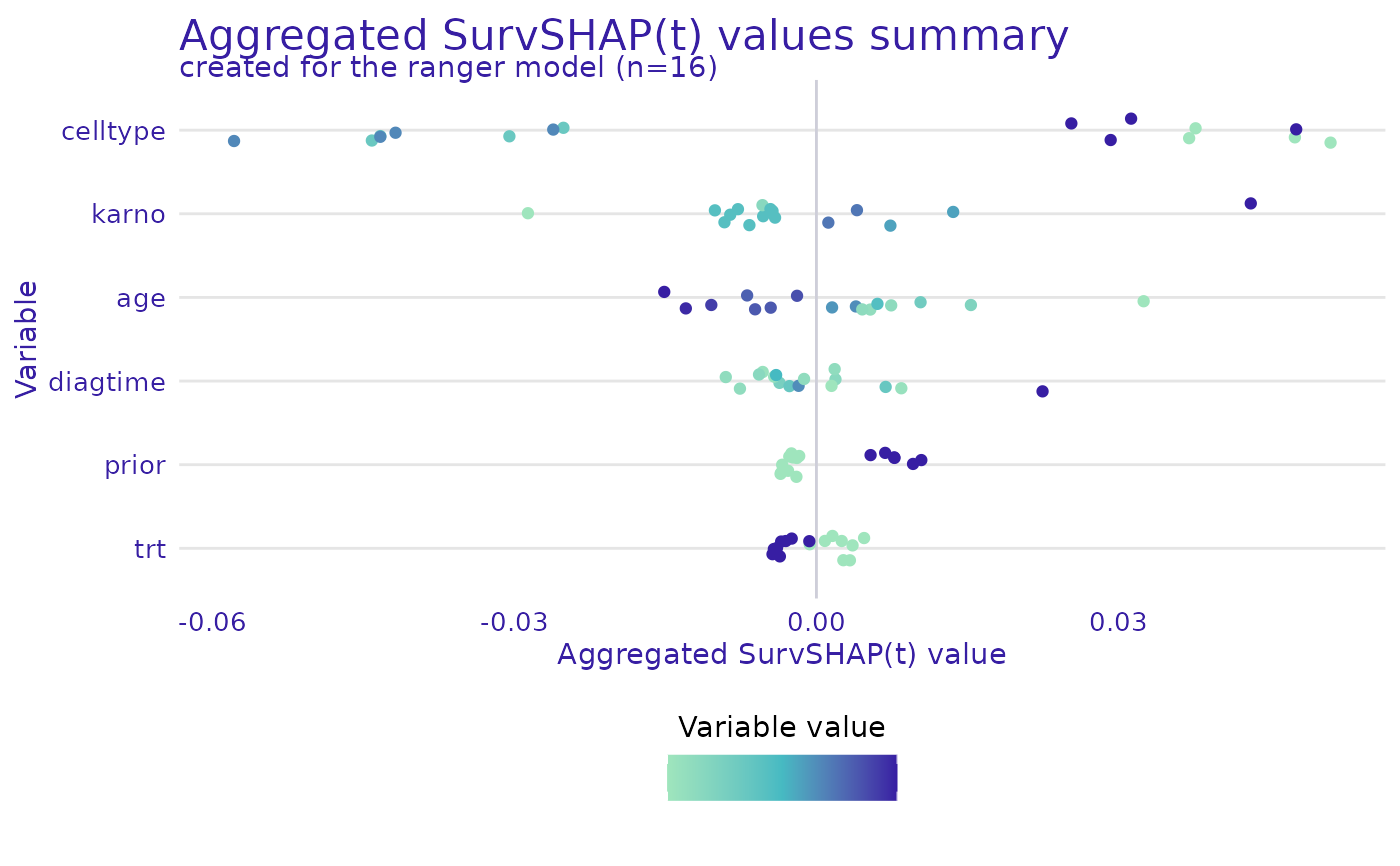 Aggregated SurvSHAP(t) values summary
created for the ranger model (n=16)
Variable
celltype
karno
age
diagtime
prior
trt
-0.06 -0.03 0.00 0.03
Aggregated SurvSHAP(t) value
Variable value